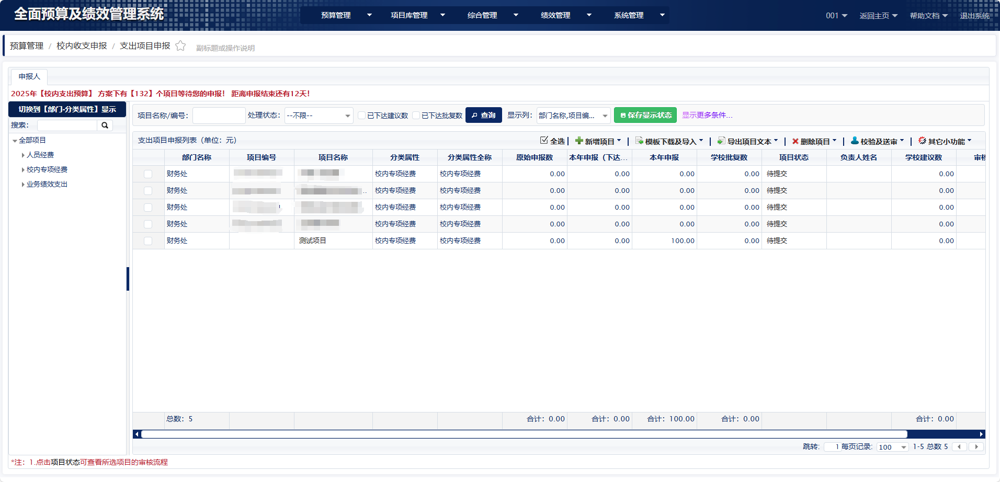 全面预算及绩效管理系统 预算管理 项目库管理 综合管理 绩效管理 系统管理 001 返回主页 帮助文档 退出系统
预算管理 / 校内收支申报 / 支出项目申报 副标题或操作说明
申报人
2025年【校内支出预算】 方案下有【132】个项目等待您的申报! 距离申报结束还有12天!
切换到【部门-分类属性】显示
搜索:
全部项目
人员经费
校内专项经费
业务绩效支出
项目名称/编号: 处理状态: --不限-- 已下达建议数 已下达批复数 查询 显示列: 部门名称,项目编... 保存显示状态 显示更多条件...
支出项目申报列表（单位：元） 全选 | 新增项目 | 模板下载及导入 | 导出项目文本 | 删除项目 | 校验及送审 | 其它小功能
部门名称 项目编号 项目名称 分类属性 分类属性全称 原始申报数 本年申报（下达... 本年申报 学校批复数 项目状态 负责人姓名 学校建议数 审核
财务处 校内专项经费 校内专项经费 0.00 0.00 0.00 0.00 待提交 0.00
财务处 .. 校内专项经费 校内专项经费 0.00 0.00 0.00 0.00 待提交 0.00
财务处 校内专项经费 校内专项经费 0.00 0.00 0.00 0.00 待提交 0.00
财务处 校内专项经费 校内专项经费 0.00 0.00 0.00 0.00 待提交 0.00
财务处 测试项目 校内专项经费 校内专项经费 0.00 0.00 100.00 0.00 待提交 0.00
总数：5 合计：0.00 合计：0.00 合计：100.00 合计：0.00 合计：0.00
跳转: 1 每页记录: 100 1-5 总数 5
*注：1.点击项目状态可查看所选项目的审核流程